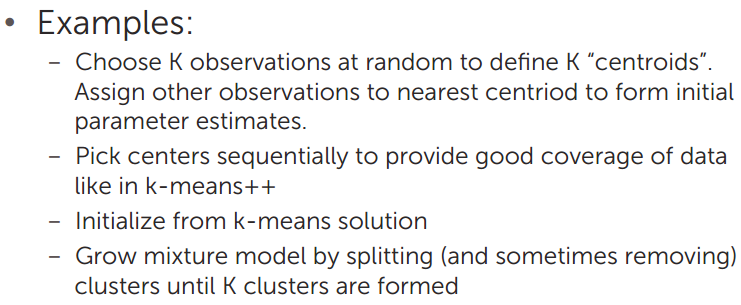 • Examples:
– Choose K observations at random to define K “centroids”.
Assign other observations to nearest centriod to form initial
parameter estimates.
– Pick centers sequentially to provide good coverage of data
like in k-means++
– Initialize from k-means solution
– Grow mixture model by splitting (and sometimes removing)
clusters until K clusters are formed